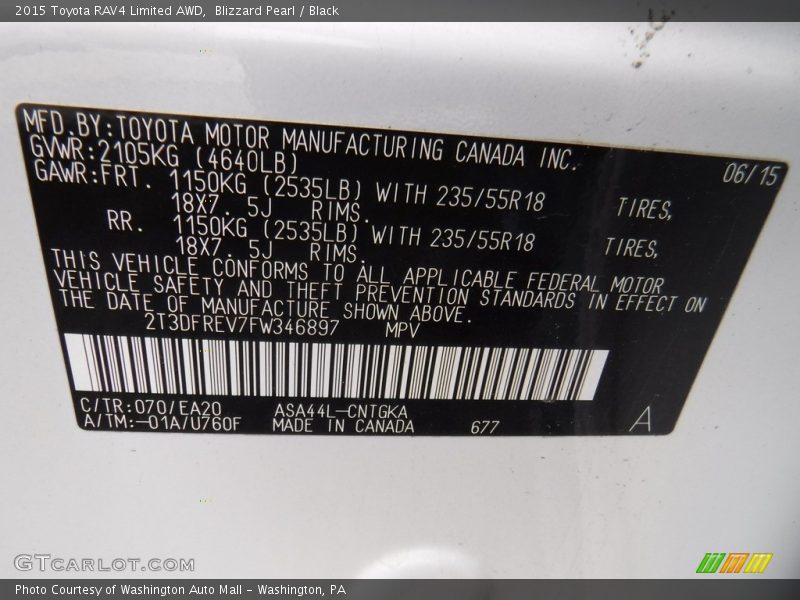 2015 Toyota RAV4 Limited AWD,  Blizzard Pearl / Black
MFD.BY:TOYOTA MOTOR MANUFACTURING CANADA INC.
06/15
GVWR:2105KG (4640LB)
GAWR:FRT. 1150KG (2535LB) WITH 235/55R18 TIRES,
18X7.5J RIMS.
RR. 1150KG (2535LB) WITH 235/55R18 TIRES,
18X7.5J RIMS.
THIS VEHICLE CONFORMS TO ALL APPLICABLE FEDERAL MOTOR
VEHICLE SAFETY AND THEFT PREVENTION STANDARDS IN EFFECT ON
THE DATE OF MANUFACTURE SHOWN ABOVE.
2T3DFREV7FW346897 MPV
C/TR:070/EA20 ASA44L-CNTGKA
A/TM:-01A/U760F MADE IN CANADA 677 A
GTCARLOT.COM
Photo Courtesy of Washington Auto Mall - Washington, PA